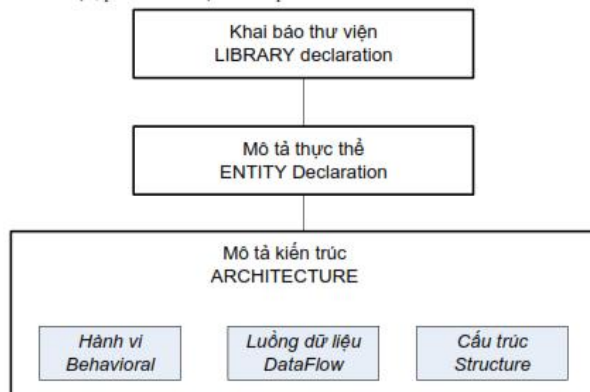 Khai báo thư viện
LIBRARY declaration
Mô tả thực thể
ENTITY Declaration
Mô tả kiến trúc
ARCHITECTURE
Hành vi
Behavioral
Luồng dữ liệu
DataFlow
Cấu trúc
Structure